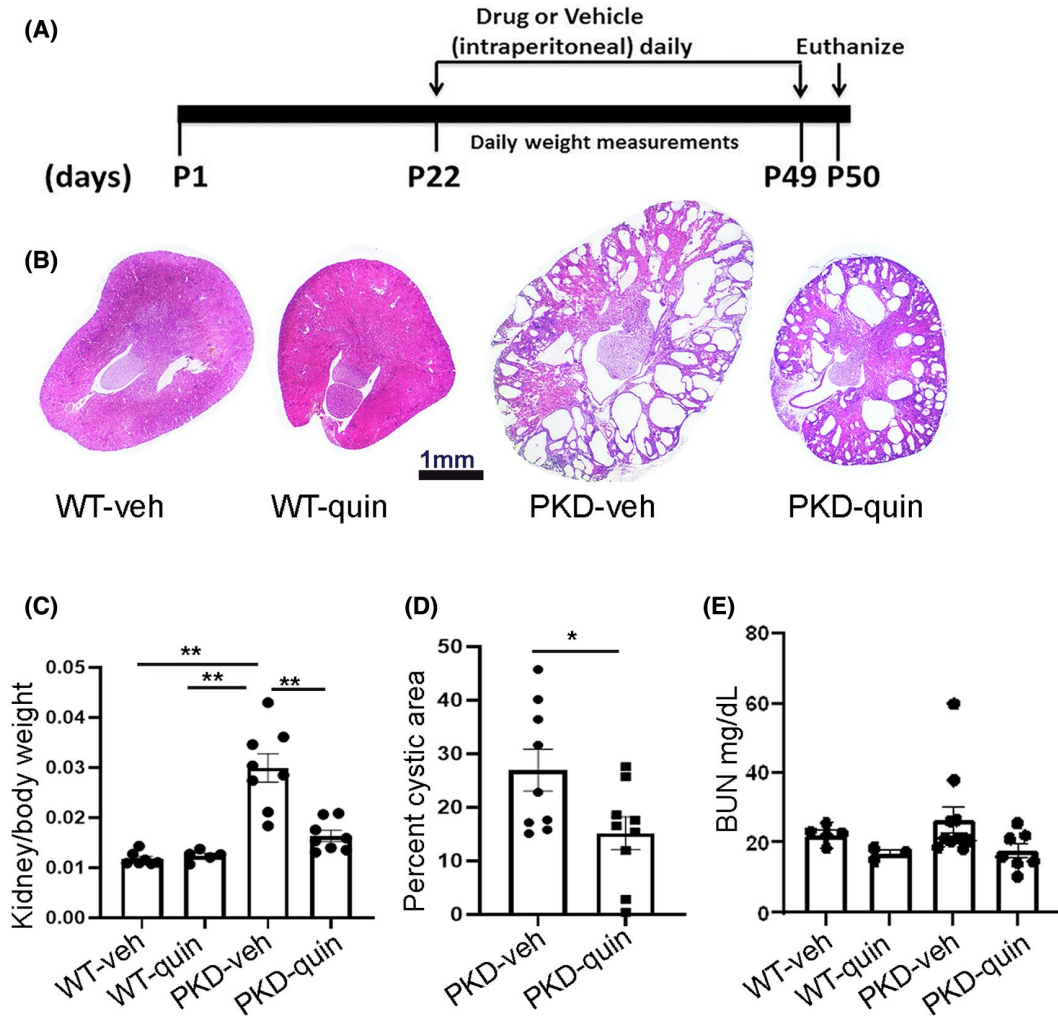 (A)
Drug or Vehicle
(intraperitoneal) daily
Euthanize
Daily weight measurements
(days) P1 P22 P49 P50
(B)
1mm
WT-veh WT-quin PKD-veh PKD-quin
(C)
Kidney/body weight
0.05
0.04
0.03
0.02
0.01
0.00
** ** **
WT-veh
WT-quin
PKD-veh
PKD-quin
(D)
Percent cystic area
50
40
30
20
10
0
*
PKD-veh
PKD-quin
(E)
BUN mg/dL
80
60
40
20
0
WT-veh
WT-quin
PKD-veh
PKD-quin